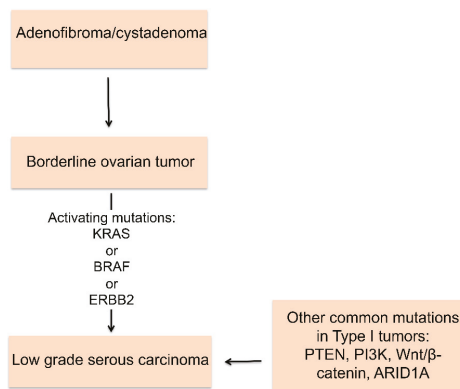 Adenofibroma/cystadenoma
Borderline ovarian tumor
Activating mutations:
KRAS
or
BRAF
or
ERBB2
Low grade serous carcinoma
Other common mutations
in Type I tumors:
PTEN, PI3K, Wnt/β-
catenin, ARID1A